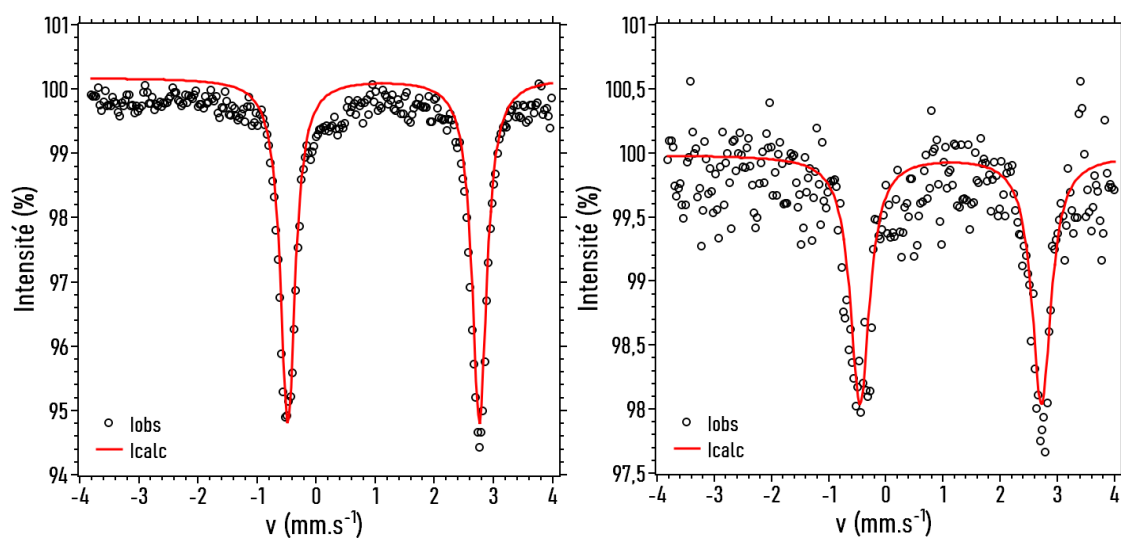 101
100
99
98
97
96
95
94
Intensité (%)
Iobs
Icalc
-4 -3 -2 -1 0 1 2 3 4
v (mm.s⁻¹)
101
100,5
100
99,5
99
98,5
98
97,5
Intensité (%)
Iobs
Icalc
-4 -3 -2 -1 0 1 2 3 4
v (mm.s⁻¹)